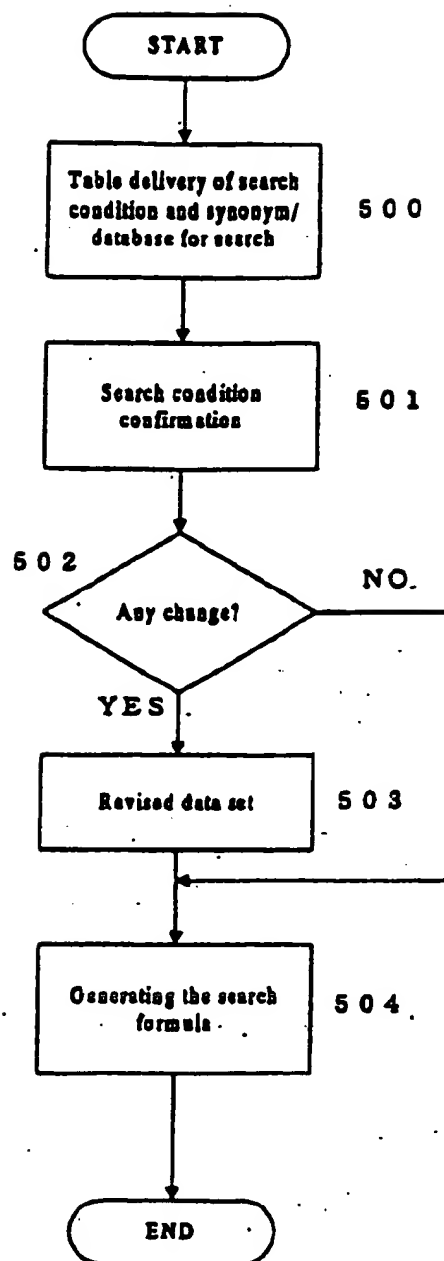 START
Table delivery of search
condition and synonym/
database for search
500
Search condition
confirmation
501
502
Any change?
NO.
YES
Revised data set
503
Generating the search
formula
504
END